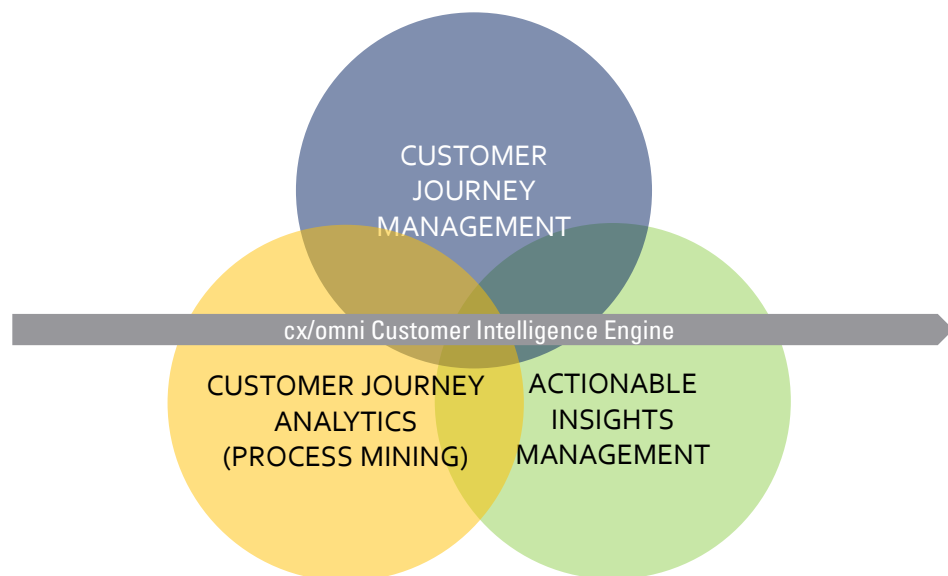 CUSTOMER
JOURNEY
MANAGEMENT
cx/omni Customer Intelligence Engine
CUSTOMER JOURNEY
ANALYTICS
(PROCESS MINING)
ACTIONABLE
INSIGHTS
MANAGEMENT